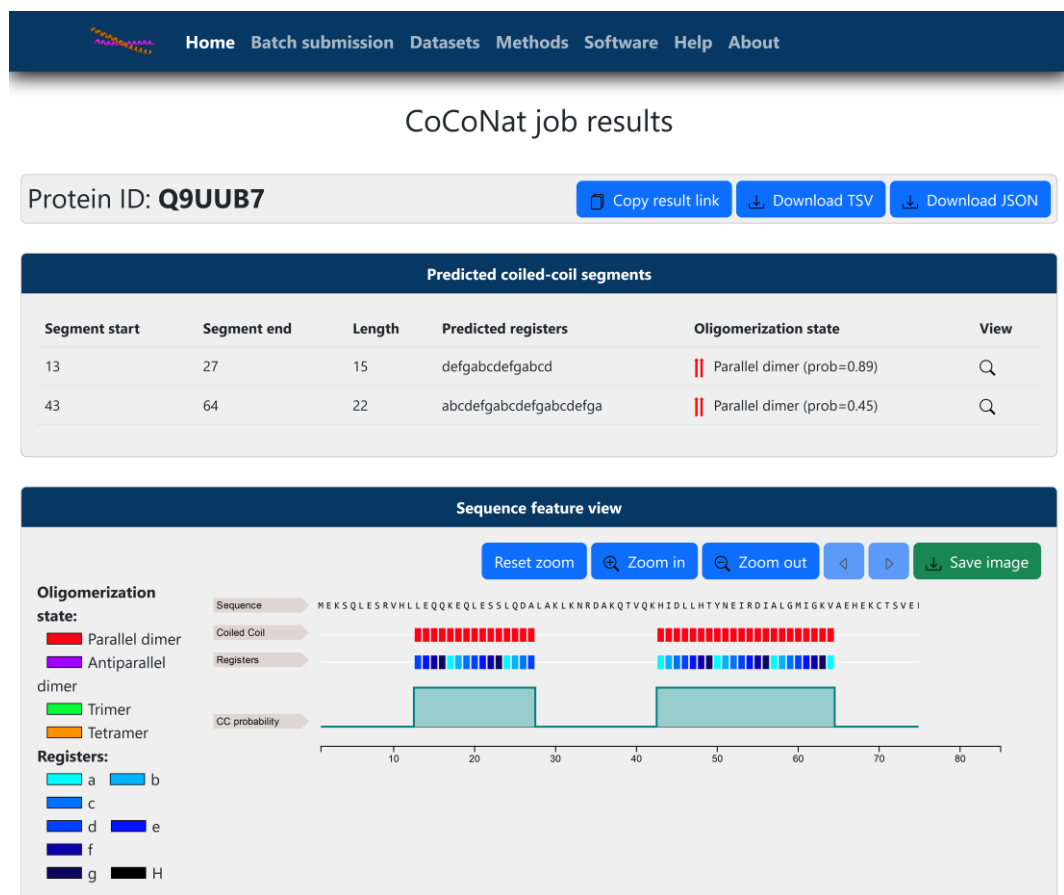 Home Batch submission Datasets Methods Software Help About
CoCoNat job results
Protein ID: Q9UUB7 Copy result link Download TSV Download JSON
Predicted coiled-coil segments
Segment start Segment end Length Predicted registers Oligomerization state View
13 27 15 defgabcdefgabcd Parallel dimer (prob=0.89)
43 64 22 abcdefgabcdefgabcdefga Parallel dimer (prob=0.45)
Sequence feature view
Reset zoom Zoom in Zoom out Save image
Oligomerization
state:
Parallel dimer
Antiparallel
dimer
Trimer
Tetramer
Registers:
a b
c
d e
f
g H
Sequence MEKSQLESRVHLLEQQKEQLESSLQDALAKLKNRDAKQTVQKHIDLLHTYNEIRDIALGMIGKVAEHEKCTSVE
Coiled Coil
Registers
CC probability
10 20 30 40 50 60 70 80